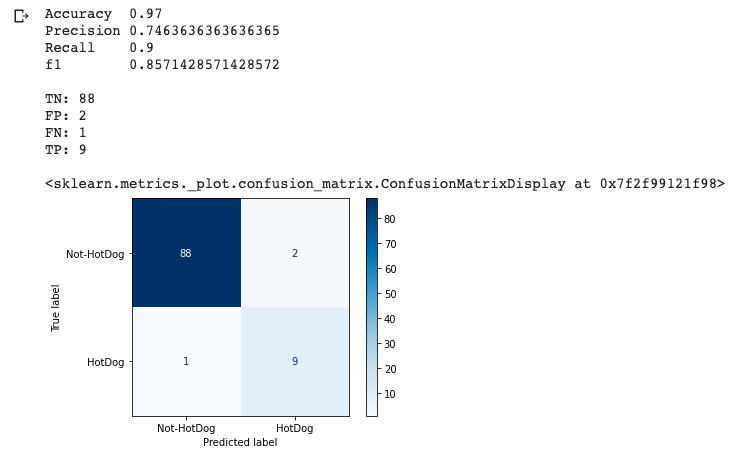 Accuracy 0.97
Precision 0.7463636363636365
Recall 0.9
f1 0.8571428571428572
TN: 88
FP: 2
FN: 1
TP: 9
<sklearn.metrics._plot.confusion_matrix.ConfusionMatrixDisplay at 0x7f2f99121f98>
80
70
Not-HotDog 88 2
60
50
True label
40
30
HotDog 1 9
20
10
Not-HotDog HotDog
Predicted label